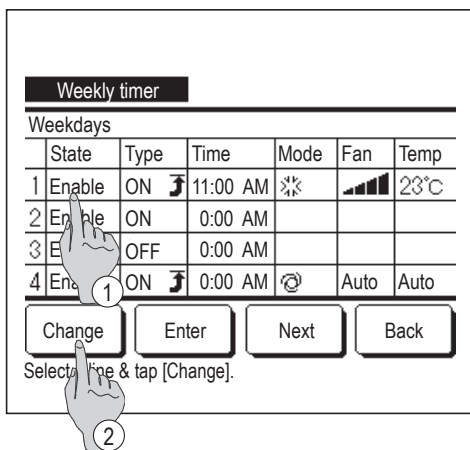 Weekly timer
Weekdays
State Type Time Mode Fan Temp
1 Enable ON 11:00 AM 23°C
2 ON 0:00 AM
3 OFF 0:00 AM
4 ON 0:00 AM Auto Auto
1
Change Enter Next Back
& tap [Change].
2